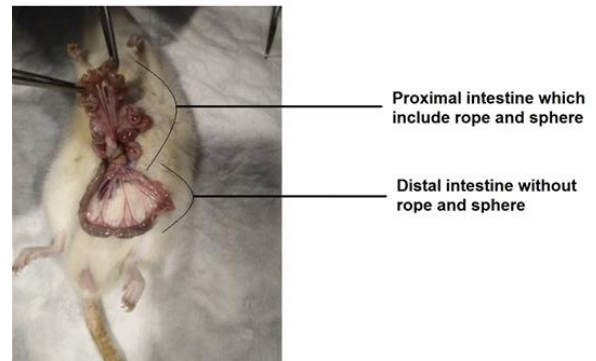 Proximal intestine which
include rope and sphere
Distal intestine without
rope and sphere